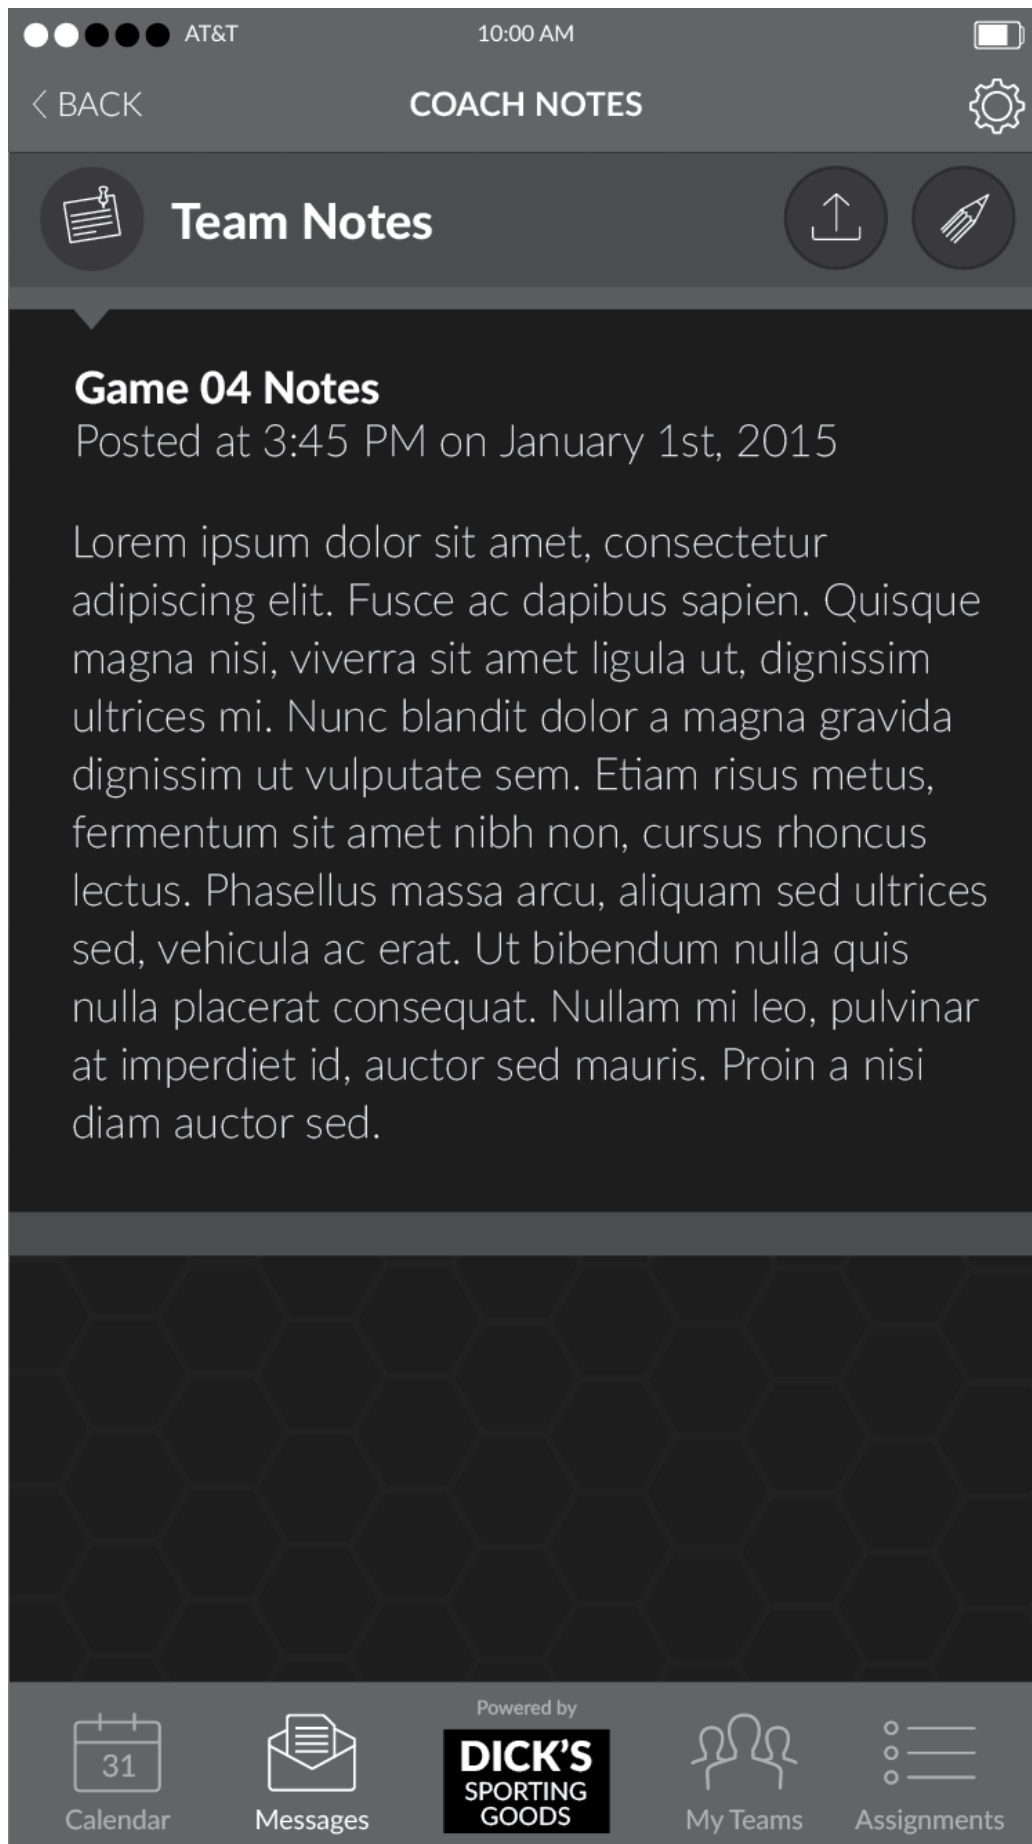 AT&T 10:00 AM
BACK COACH NOTES
Team Notes
Game 04 Notes
Posted at 3:45 PM on January 1st, 2015
Lorem ipsum dolor sit amet, consectetur
adipiscing elit. Fusce ac dapibus sapien. Quisque
magna nisi, viverra sit amet ligula ut, dignissim
ultrices mi. Nunc blandit dolor a magna gravida
dignissim ut vulputate sem. Etiam risus metus,
fermentum sit amet nibh non, cursus rhoncus
lectus. Phasellus massa arcu, aliquam sed ultrices
sed, vehicula ac erat. Ut bibendum nulla quis
nulla placerat consequat. Nullam mi leo, pulvinar
at imperdiet id, auctor sed mauris. Proin a nisi
diam auctor sed.
31
Calendar
Messages
Powered by
DICK'S
SPORTING
GOODS
My Teams
Assignments